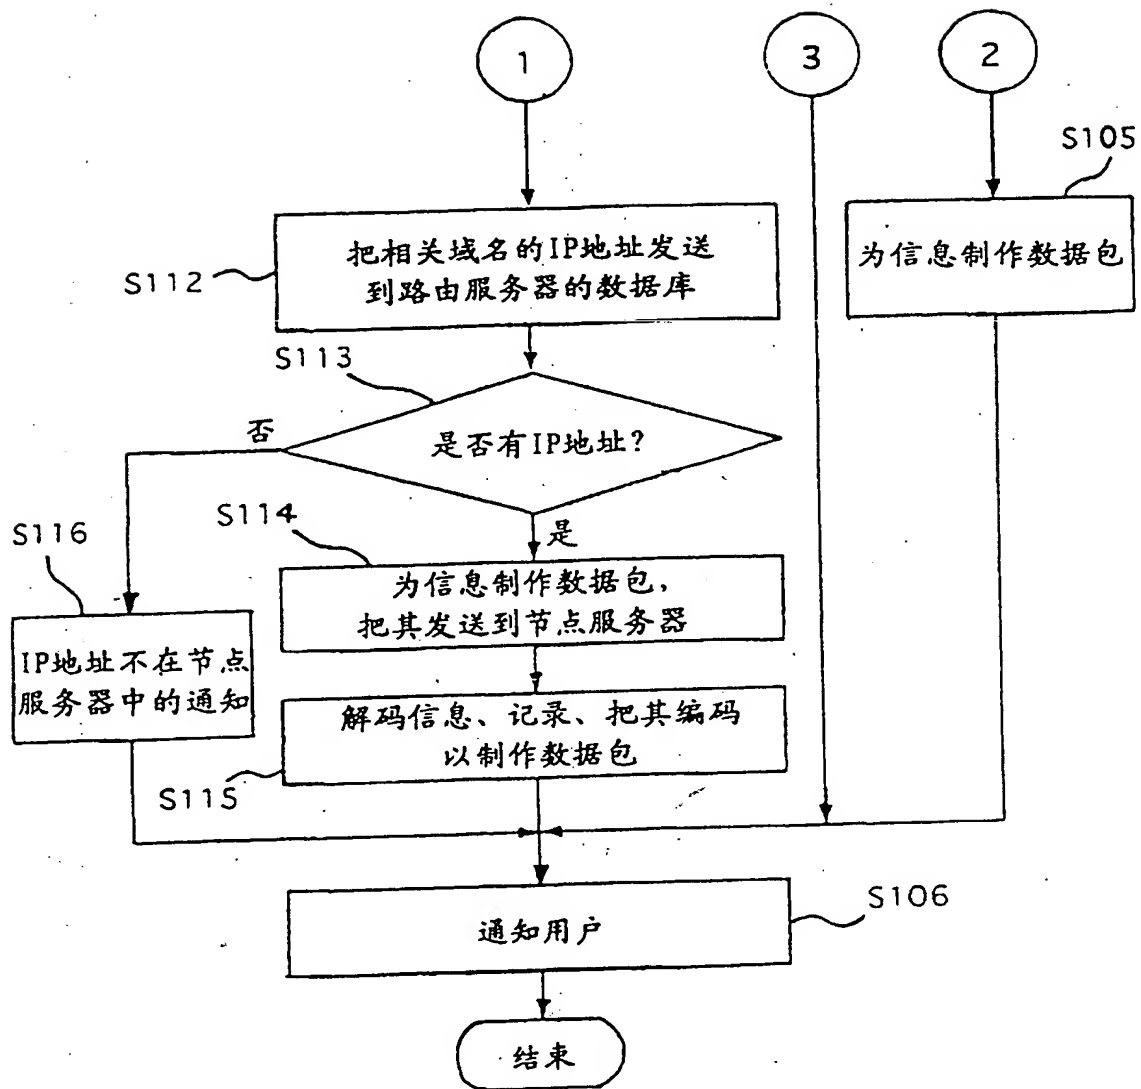 1
3
2
S105
为信息制作数据包
S112
把相关域名的IP地址发送
到路由服务器的数据库
S113
否
是否有IP地址?
S114
是
S116
为信息制作数据包,
把其发送到节点服务器
IP地址不在节点
服务器中的通知
解码信息、记录、把其编码
以制作数据包
S115
S106
通知用户
结束